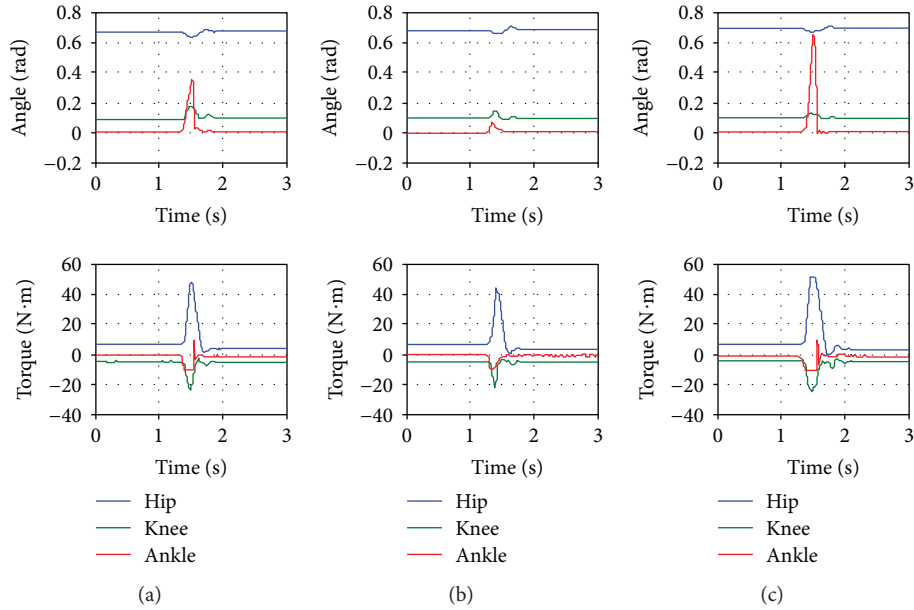 Angle (rad)
0.8
0.6
0.4
0.2
0
−0.2
0 1 2 3
Time (s)
Angle (rad)
0.8
0.6
0.4
0.2
0
−0.2
0 1 2 3
Time (s)
Angle (rad)
0.8
0.6
0.4
0.2
0
−0.2
0 1 2 3
Time (s)
Torque (N·m)
60
40
20
0
−20
−40
0 1 2 3
Time (s)
Torque (N·m)
60
40
20
0
−20
−40
0 1 2 3
Time (s)
Torque (N·m)
60
40
20
0
−20
−40
0 1 2 3
Time (s)
Hip
Knee
Ankle
(a)
Hip
Knee
Ankle
(b)
Hip
Knee
Ankle
(c)